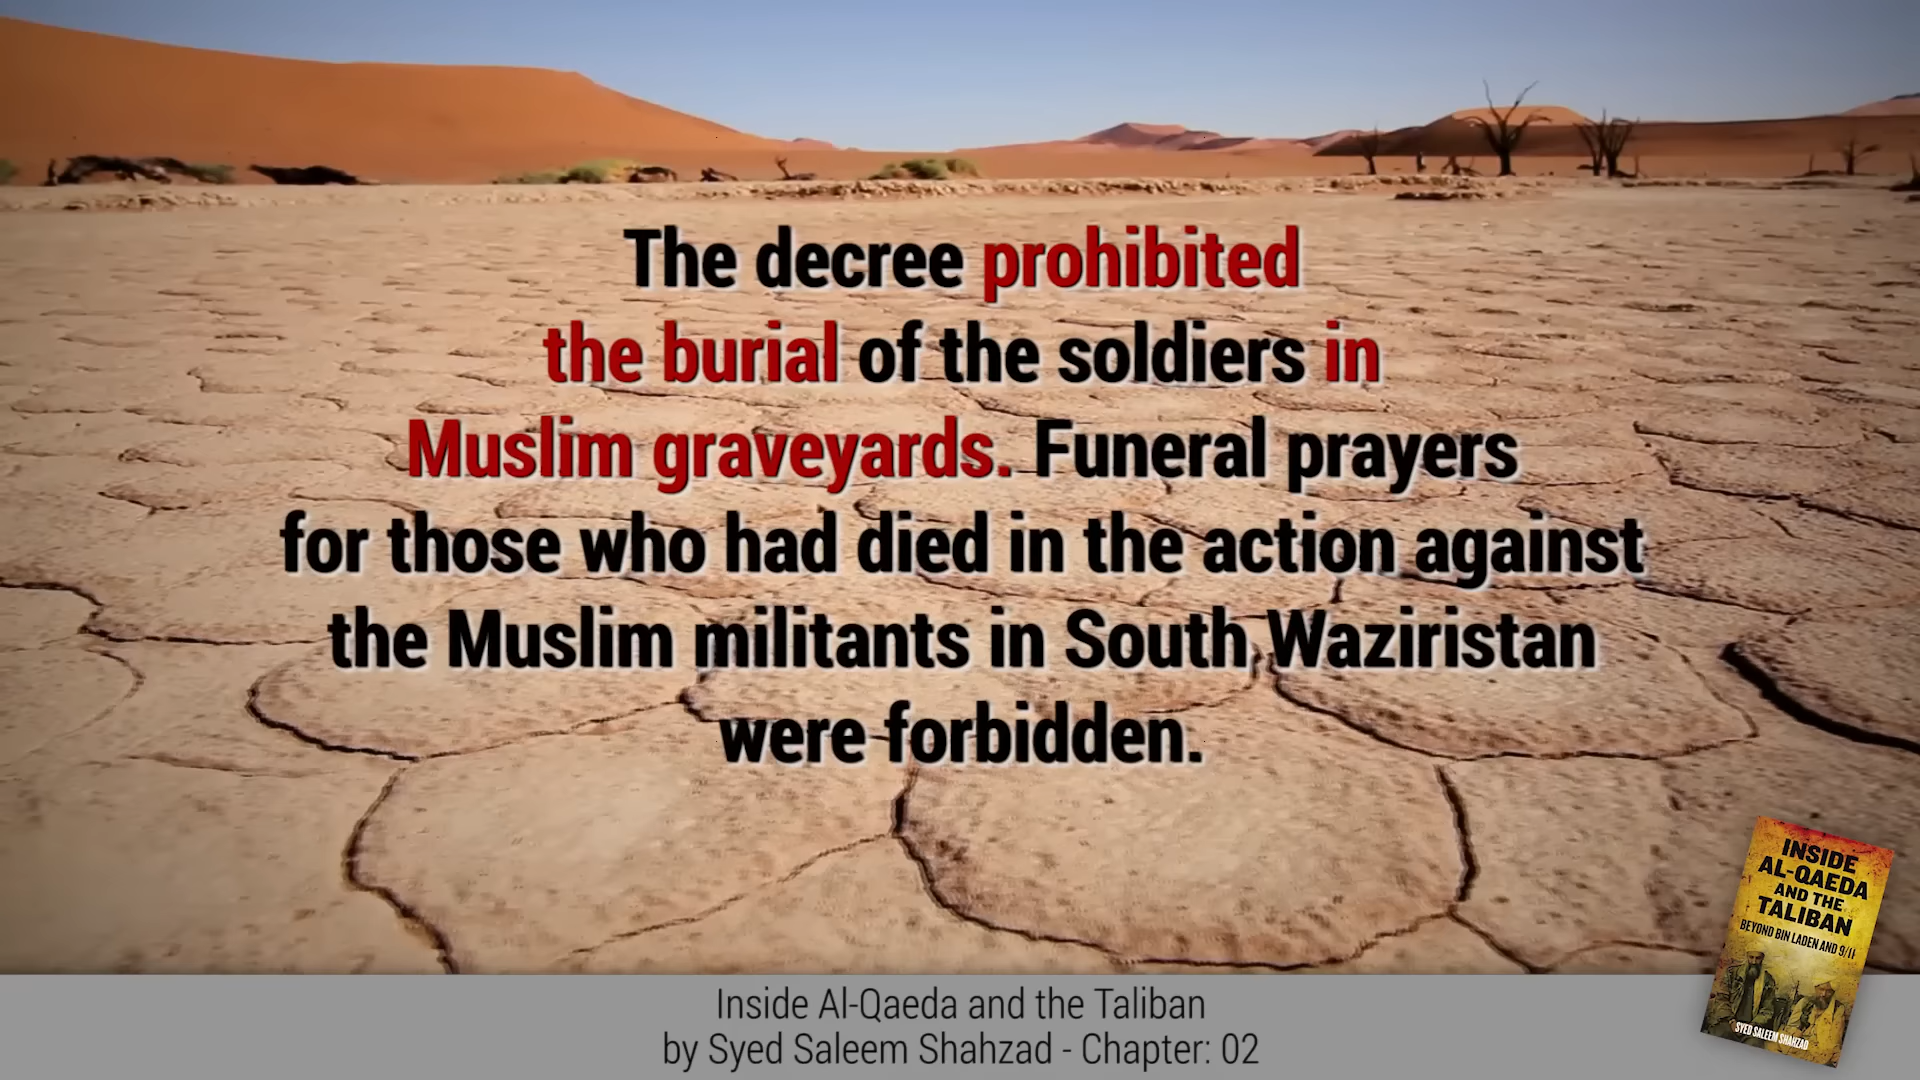 The decree prohibited
the burial of the soldiers in
Muslim graveyards. Funeral prayers
for those who had died in the action against
the Muslim militants in South Waziristan
were forbidden.
INSIDE
AL-QAEDA
AND THE
TALIBAN
BEYOND BIN LADEN AND 9/11
SYED SALEEM SHAHZAD
Inside Al-Qaeda and the Taliban
by Syed Saleem Shahzad - Chapter: 02